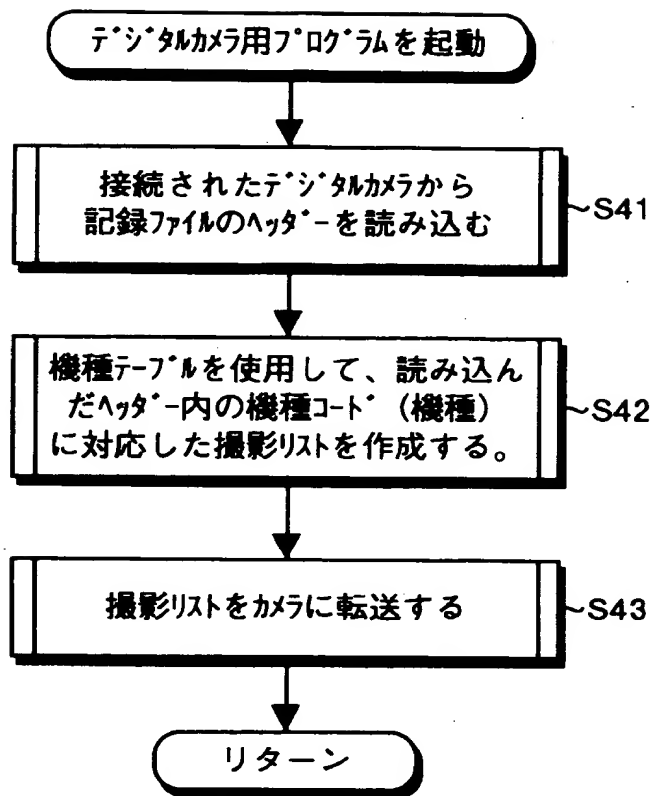 ﾃﾞｼﾞﾀﾙｶﾒﾗ用ﾌﾟﾛｸﾞﾗﾑを起動
接続されたﾃﾞｼﾞﾀﾙｶﾒﾗから
記録ﾌｧｲﾙのﾍｯﾀﾞｰを読み込む
~S41
機種ﾃｰﾌﾞﾙを使用して、読み込ん
だﾍｯﾀﾞｰ内の機種ｺｰﾄﾞ（機種）
に対応した撮影ﾘｽﾄを作成する。
~S42
撮影ﾘｽﾄをｶﾒﾗに転送する
~S43
リターン